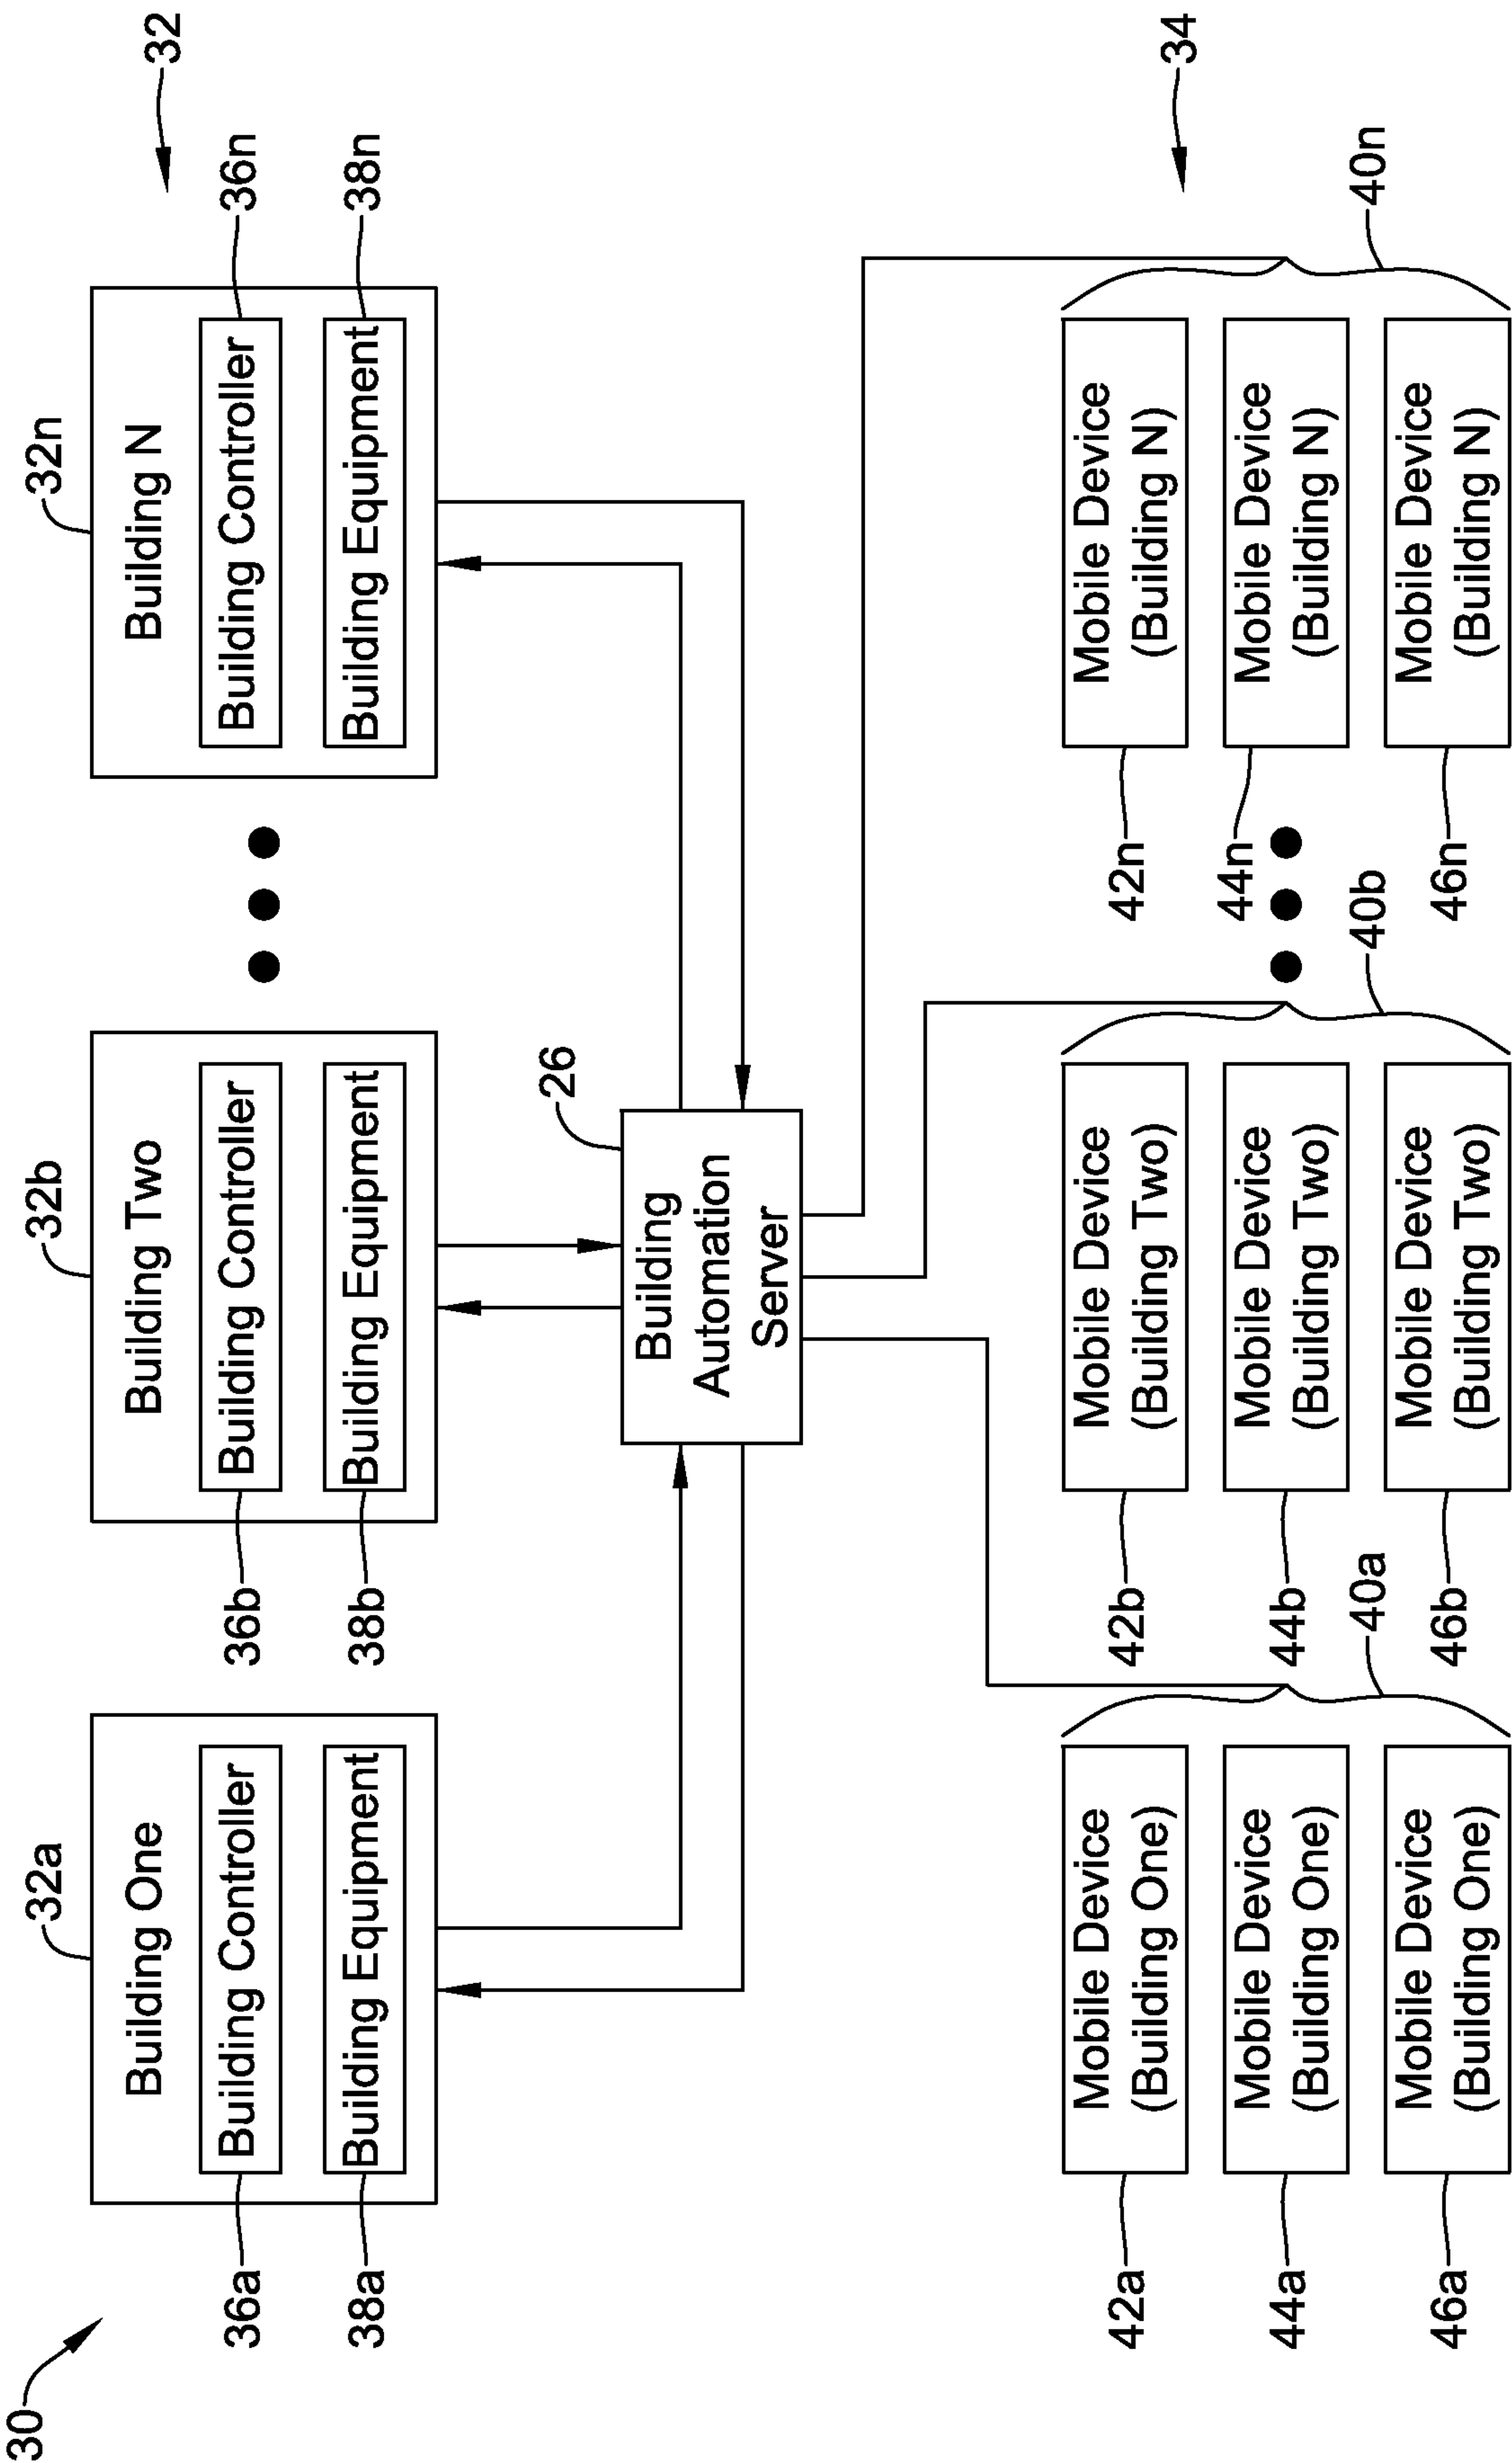 30
32
32a
32b
32n
Building One
Building Controller
Building Equipment
36a
38a
Building Two
Building Controller
Building Equipment
36b
38b
Building N
Building Controller
Building Equipment
36n
38n
26
Building
Automation
Server
34
Mobile Device
(Building One)
Mobile Device
(Building One)
Mobile Device
(Building One)
42a
44a
46a
40a
Mobile Device
(Building Two)
Mobile Device
(Building Two)
Mobile Device
(Building Two)
42b
44b
46b
40b
Mobile Device
(Building N)
Mobile Device
(Building N)
Mobile Device
(Building N)
42n
44n
46n
40n